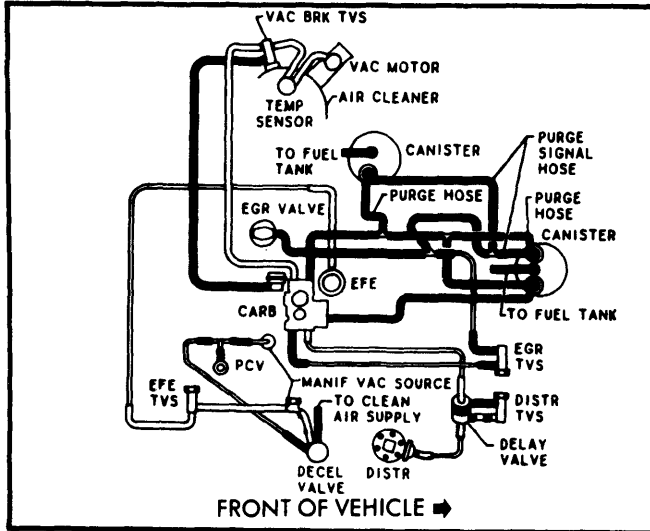 VAC BRK TVS
VAC MOTOR
AIR CLEANER
TEMP
SENSOR
TO FUEL
TANK
CANISTER
PURGE
SIGNAL
HOSE
PURGE HOSE
PURGE
HOSE
CANISTER
EGR VALVE
EFE
CARB
TO FUEL TANK
EGR
TVS
PCV
MANIF VAC SOURCE
EFE
TVS
TO CLEAN
AIR SUPPLY
DISTR
TVS
DELAY
VALVE
DECEL
VALVE
DISTR
FRONT OF VEHICLE